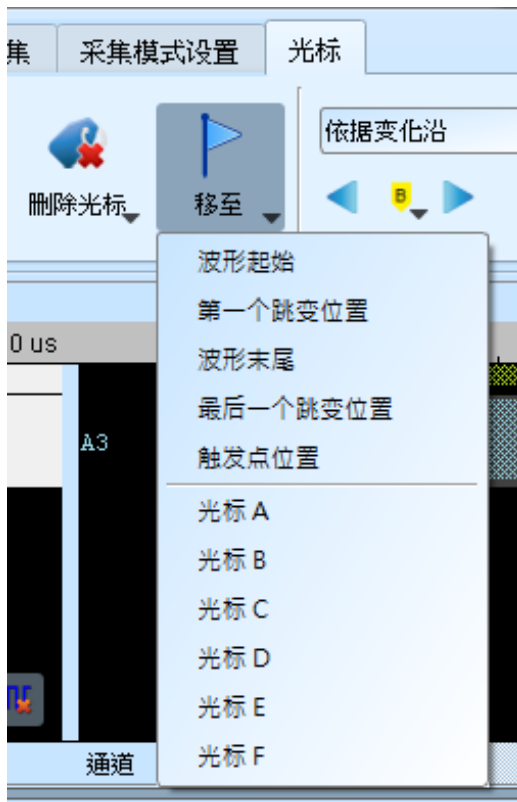 集 采集模式设置 光标
删除光标 移至 依据变化沿
B
波形起始
第一个跳变位置
0 us
波形末尾
最后一个跳变位置
A3
触发点位置
光标 A
光标 B
光标 C
光标 D
光标 E
光标 F
通道